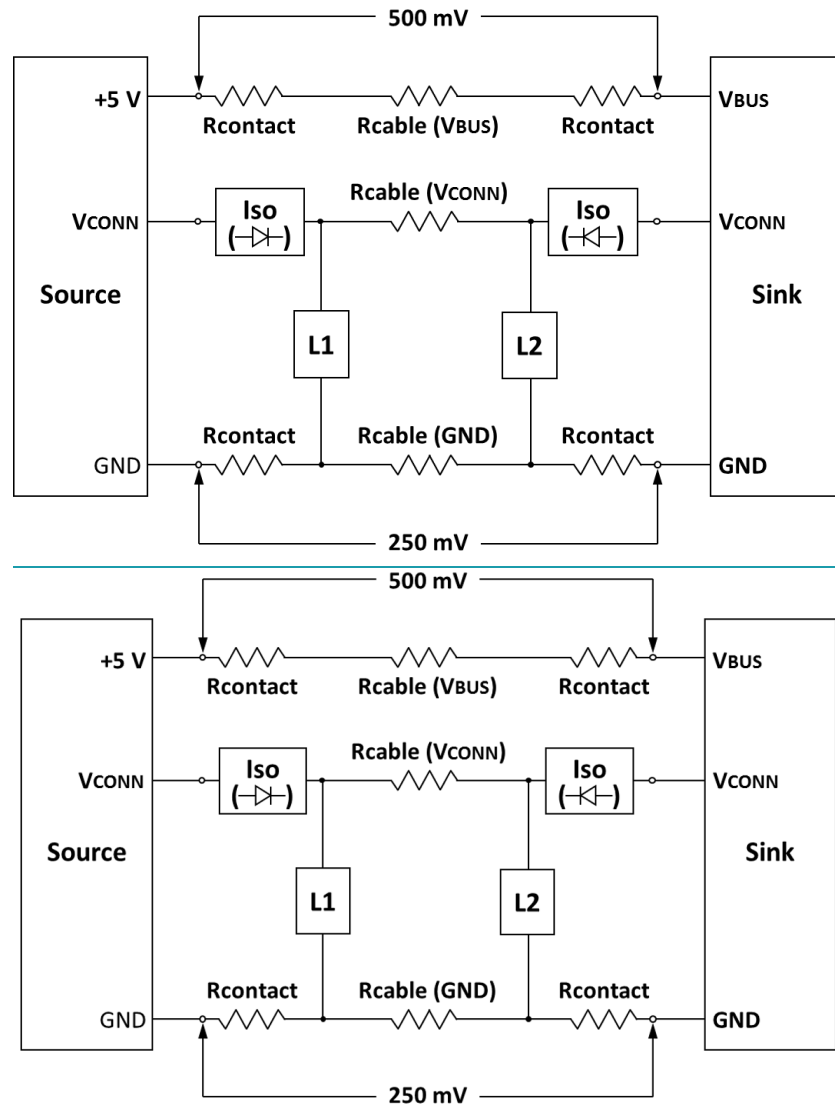 500 mV
+5 V
VBUS
Rcontact Rcable (VBUS) Rcontact
Rcable (VCONN)
VCONN
Iso
Iso
VCONN
Source
Sink
L1
L2
Rcontact Rcable (GND) Rcontact
GND
GND
250 mV
500 mV
+5 V
VBUS
Rcontact Rcable (VBUS) Rcontact
Rcable (VCONN)
VCONN
Iso
Iso
VCONN
Source
Sink
L1
L2
Rcontact Rcable (GND) Rcontact
GND
GND
250 mV